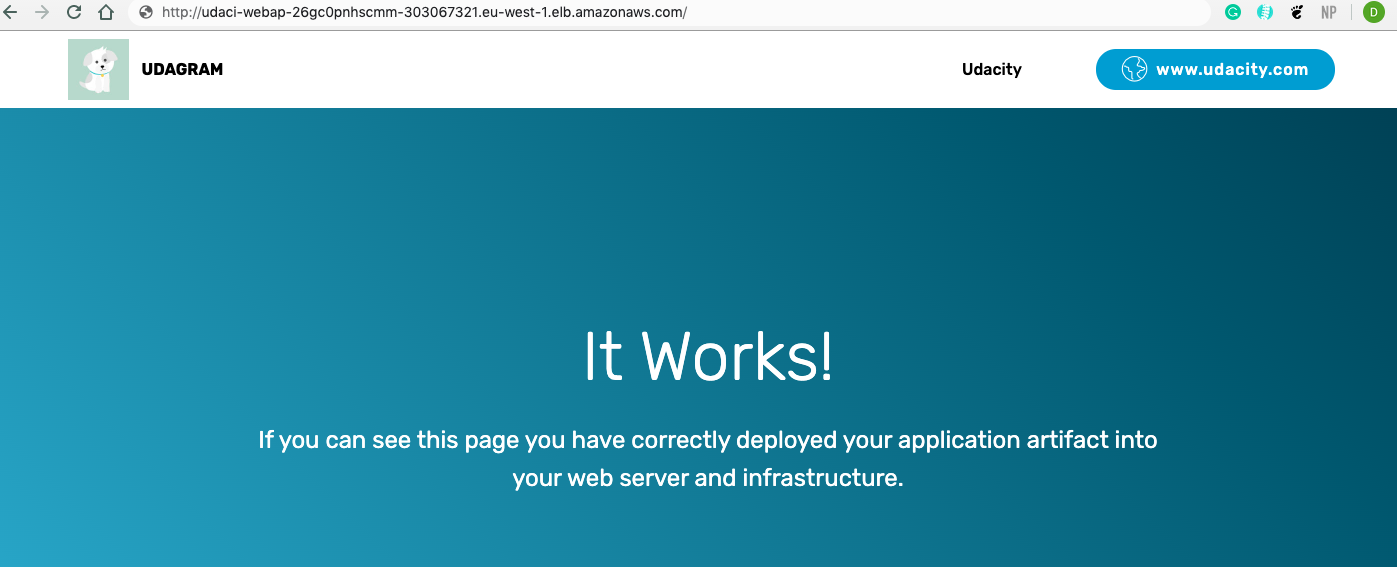 http://udaci-webap-26gc0pnhscmm-303067321.eu-west-1.elb.amazonaws.com/
NP
D
UDAGRAM
Udacity
www.udacity.com
It Works!
If you can see this page you have correctly deployed your application artifact into
your web server and infrastructure.